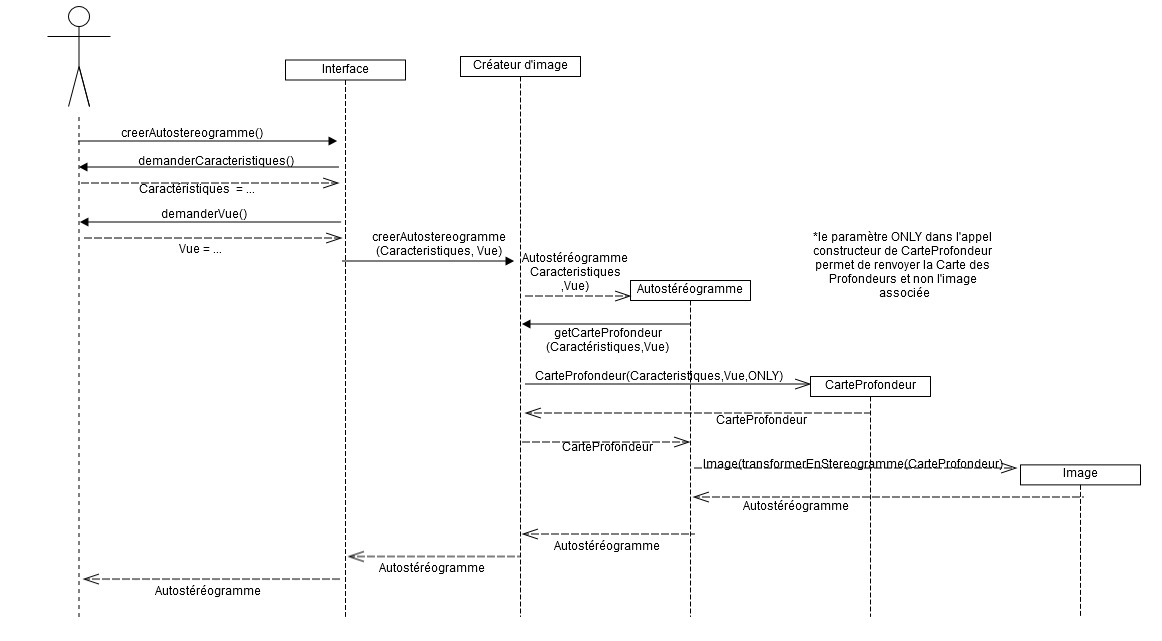 Créateur d'image
Interface
creerAutostereogramme()
demanderCaracteristiques()
Caractéristiques = ...
demanderVue()
Vue = ...
creerAutostereogramme
(Caracteristiques, Vue)
*le paramètre ONLY dans l'appel
constructeur de CarteProfondeur
permet de renvoyer la Carte des
Profondeurs et non l'image
associée
Autostéréogramme
Caracteristiques
,Vue)
Autostéréogramme
getCarteProfondeur
(Caractéristiques,Vue)
CarteProfondeur(Caracteristiques,Vue,ONLY)
CarteProfondeur
CarteProfondeur
CarteProfondeur
Image(transformerEnStereogramme(CarteProfondeur)
Image
Autostéréogramme
Autostéréogramme
Autostéréogramme
Autostéréogramme